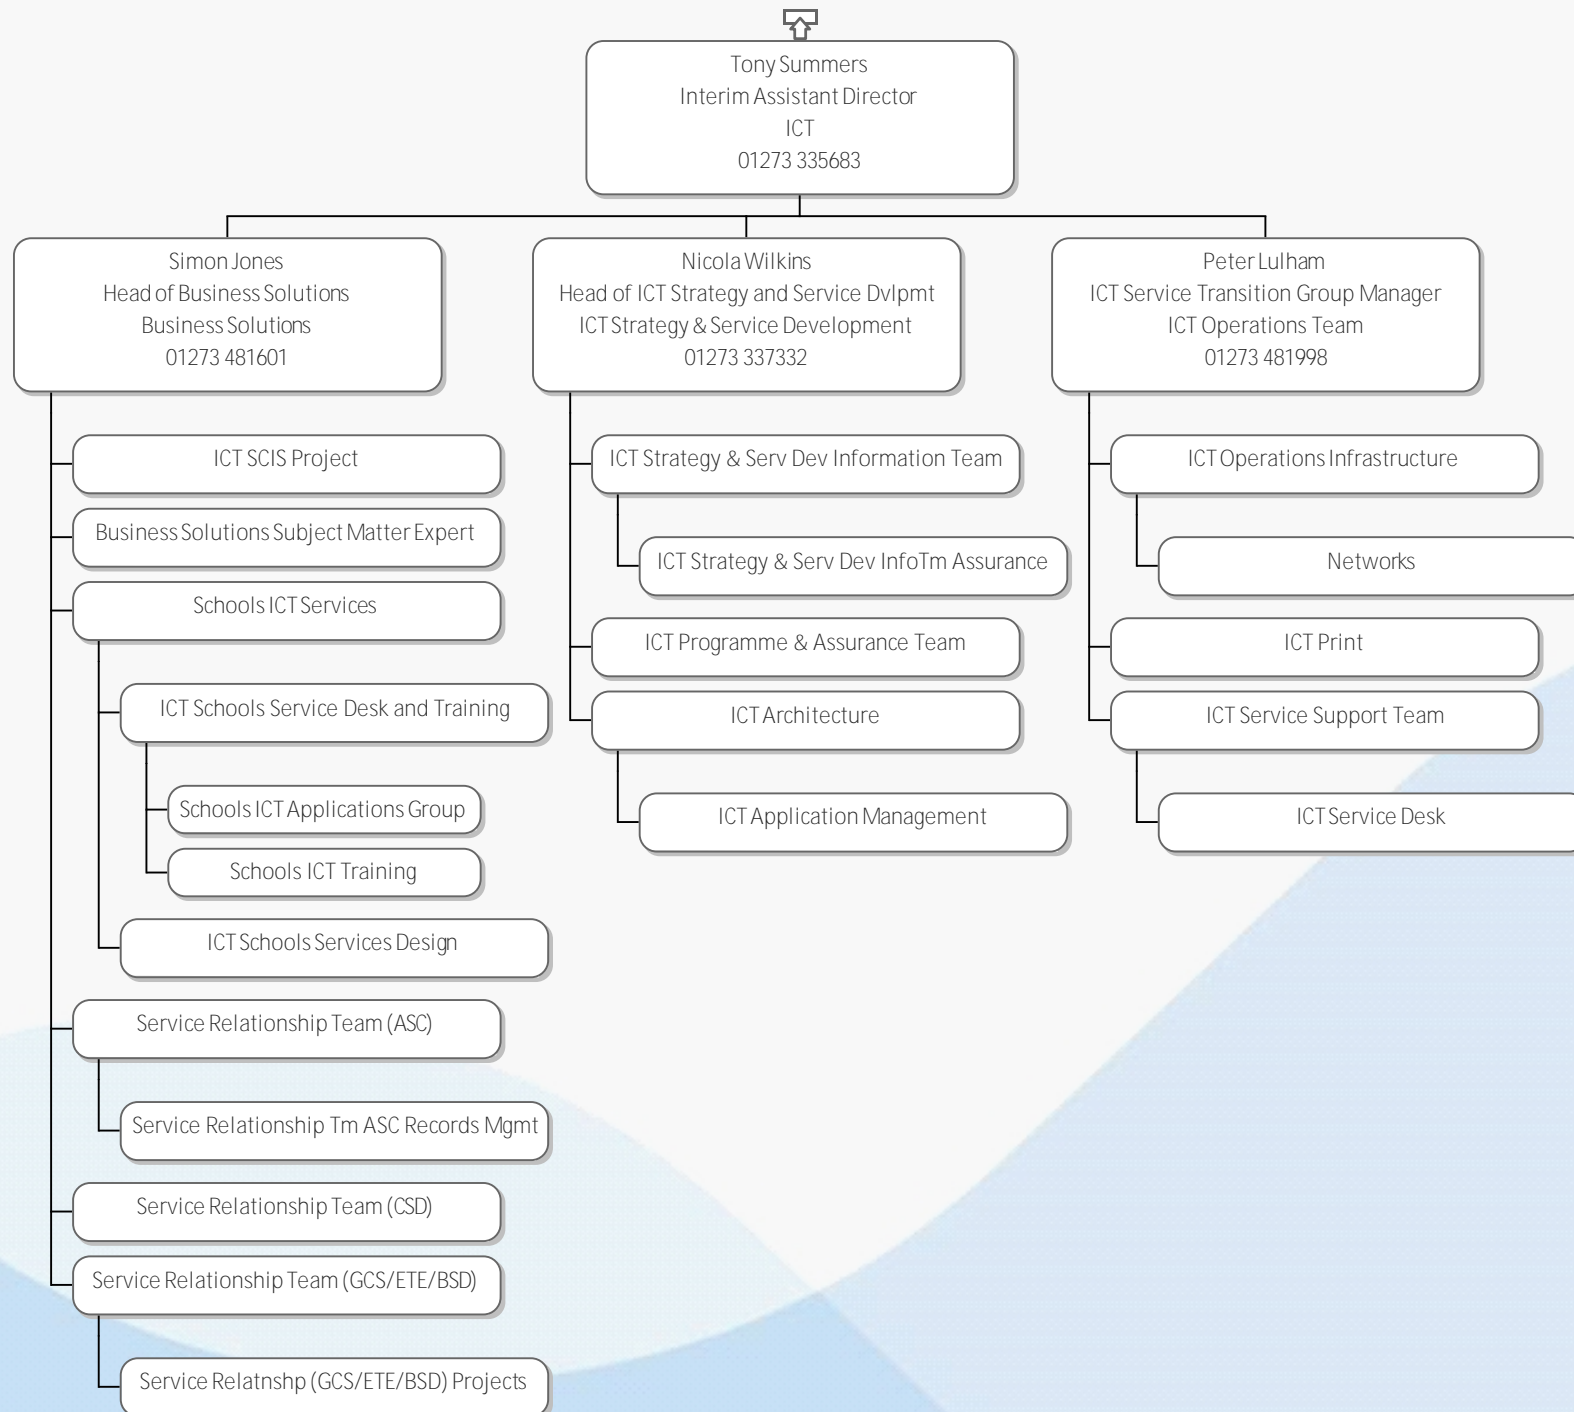 Tony Summers
Interim Assistant Director
ICT
01273 335683
Simon Jones
Head of Business Solutions
Business Solutions
01273 481601
ICT SCIS Project
Business Solutions Subject Matter Expert
Schools ICT Services
ICT Schools Service Desk and Training
Schools ICT Applications Group
Schools ICT Training
ICT Schools Services Design
Service Relationship Team (ASC)
Service Relationship Tm ASC Records Mgmt
Service Relationship Team (CSD)
Service Relationship Team (GCS/ETE/BSD)
Service Relatnshp (GCS/ETE/BSD) Projects
Nicola Wilkins
Head of ICT Strategy and Service Dvlpmt
ICT Strategy & Service Development
01273 337332
ICT Strategy & Serv Dev Information Team
ICT Strategy & Serv Dev InfoTm Assurance
ICT Programme & Assurance Team
ICT Architecture
ICT Application Management
Peter Lulham
ICT Service Transition Group Manager
ICT Operations Team
01273 481998
ICT Operations Infrastructure
Networks
ICT Print
ICT Service Support Team
ICT Service Desk